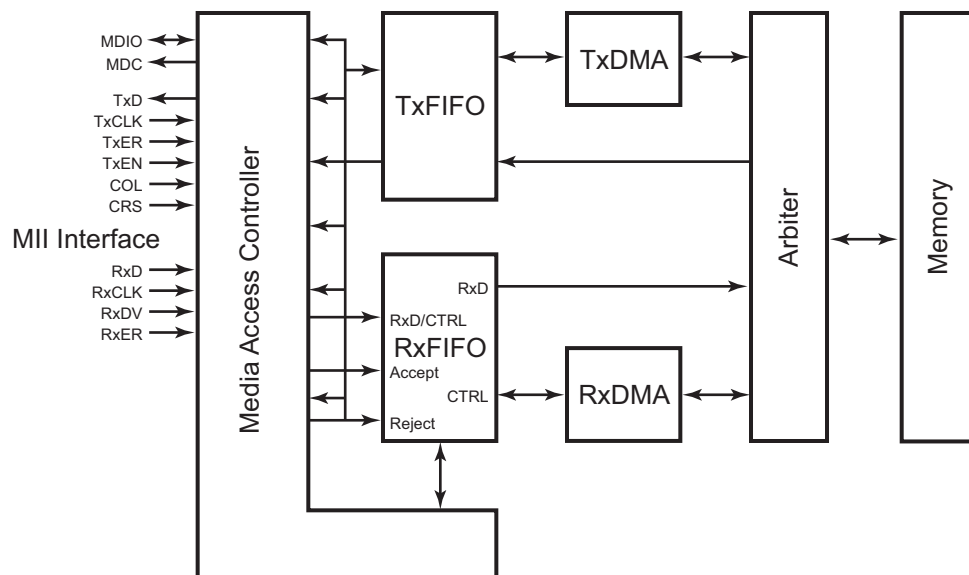 MDIO
MDC
TxD
TxCLK
TxER
TxEN
COL
CRS
MII Interface
RxD
RxCLK
RxDV
RxER
Media Access Controller
TxFIFO
TxDMA
RxD
RxD/CTRL
RxFIFO
Accept
CTRL
Reject
RxDMA
Arbiter
Memory